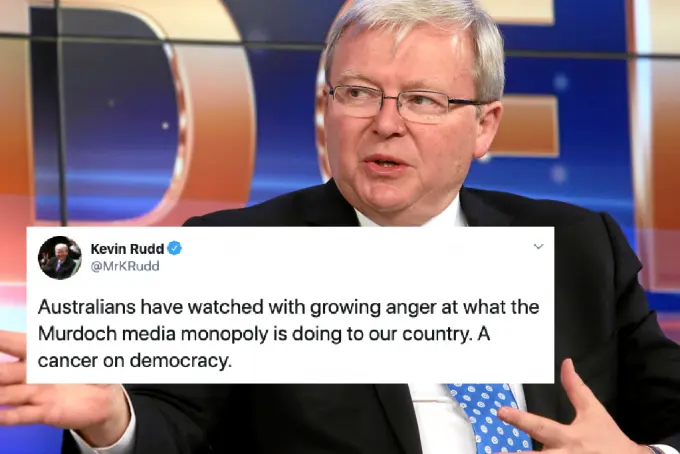 Kevin Rudd
@MrKRudd
Australians have watched with growing anger at what the
Murdoch media monopoly is doing to our country. A
cancer on democracy.